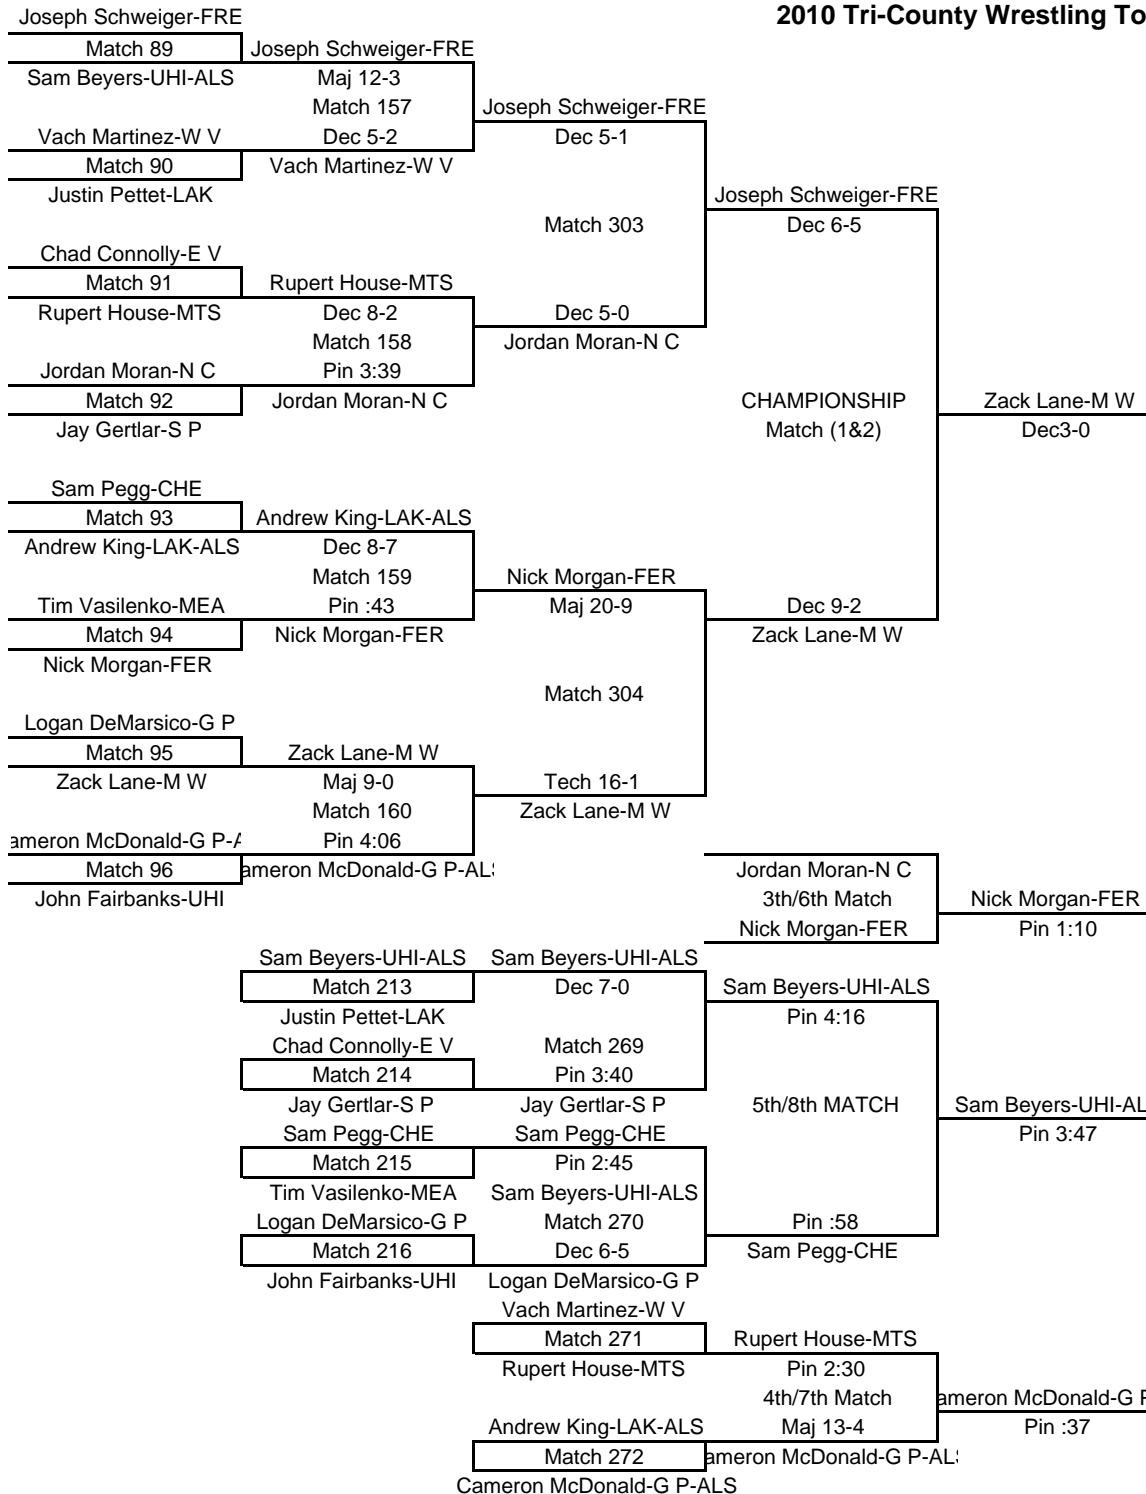 2010 Tri-County Wrestling To
Joseph Schweiger-FRE
Match 89
Joseph Schweiger-FRE
Sam Beyers-UHI-ALS
Maj 12-3
Match 157
Joseph Schweiger-FRE
Vach Martinez-W V
Dec 5-2
Dec 5-1
Match 90
Vach Martinez-W V
Justin Pettet-LAK
Joseph Schweiger-FRE
Match 303
Dec 6-5
Chad Connolly-E V
Match 91
Rupert House-MTS
Rupert House-MTS
Dec 8-2
Dec 5-0
Match 158
Jordan Moran-N C
Jordan Moran-N C
Pin 3:39
Match 92
Jordan Moran-N C
CHAMPIONSHIP
Zack Lane-M W
Jay Gertlar-S P
Match (1&2)
Dec3-0
Sam Pegg-CHE
Match 93
Andrew King-LAK-ALS
Andrew King-LAK-ALS
Dec 8-7
Match 159
Nick Morgan-FER
Tim Vasilenko-MEA
Pin :43
Maj 20-9
Dec 9-2
Match 94
Nick Morgan-FER
Zack Lane-M W
Nick Morgan-FER
Match 304
Logan DeMarsico-G P
Match 95
Zack Lane-M W
Zack Lane-M W
Maj 9-0
Tech 16-1
Match 160
Zack Lane-M W
ameron McDonald-G P-A
Pin 4:06
Match 96
ameron McDonald-G P-AL
Jordan Moran-N C
John Fairbanks-UHI
3th/6th Match
Nick Morgan-FER
Nick Morgan-FER
Pin 1:10
Sam Beyers-UHI-ALS
Sam Beyers-UHI-ALS
Match 213
Dec 7-0
Sam Beyers-UHI-ALS
Justin Pettet-LAK
Pin 4:16
Chad Connolly-E V
Match 269
Match 214
Pin 3:40
Jay Gertlar-S P
Jay Gertlar-S P
5th/8th MATCH
Sam Beyers-UHI-AL
Sam Pegg-CHE
Sam Pegg-CHE
Pin 3:47
Match 215
Pin 2:45
Tim Vasilenko-MEA
Sam Beyers-UHI-ALS
Logan DeMarsico-G P
Match 270
Pin :58
Match 216
Dec 6-5
Sam Pegg-CHE
John Fairbanks-UHI
Logan DeMarsico-G P
Vach Martinez-W V
Match 271
Rupert House-MTS
Rupert House-MTS
Pin 2:30
4th/7th Match
ameron McDonald-G P
Andrew King-LAK-ALS
Maj 13-4
Pin :37
Match 272
ameron McDonald-G P-AL
Cameron McDonald-G P-ALS